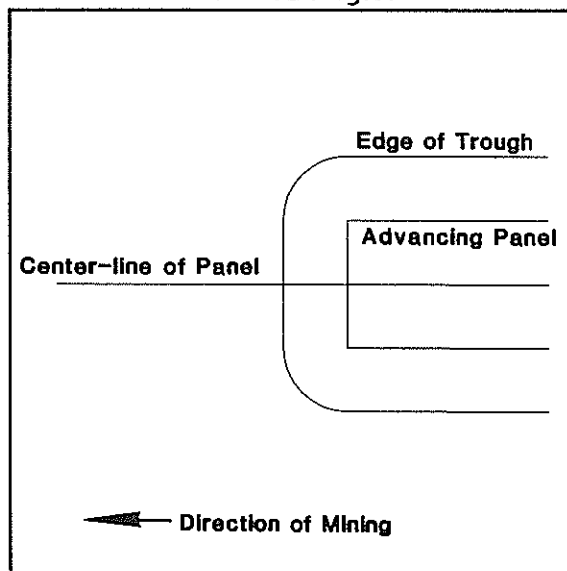 Edge of Trough
Advancing Panel
Center-line of Panel
Direction of Mining